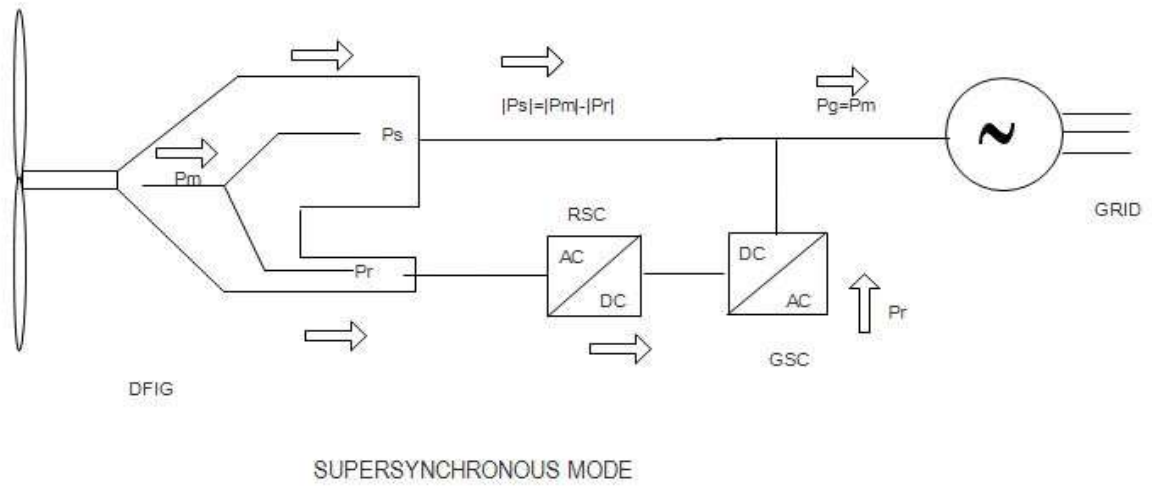 |Ps|=|Pm|-|Pr|
Pg=Pm
Ps
Pm
~
GRID
RSC
AC
DC
DC
AC
Pr
Pr
GSC
DFIG
SUPERSYNCHRONOUS MODE